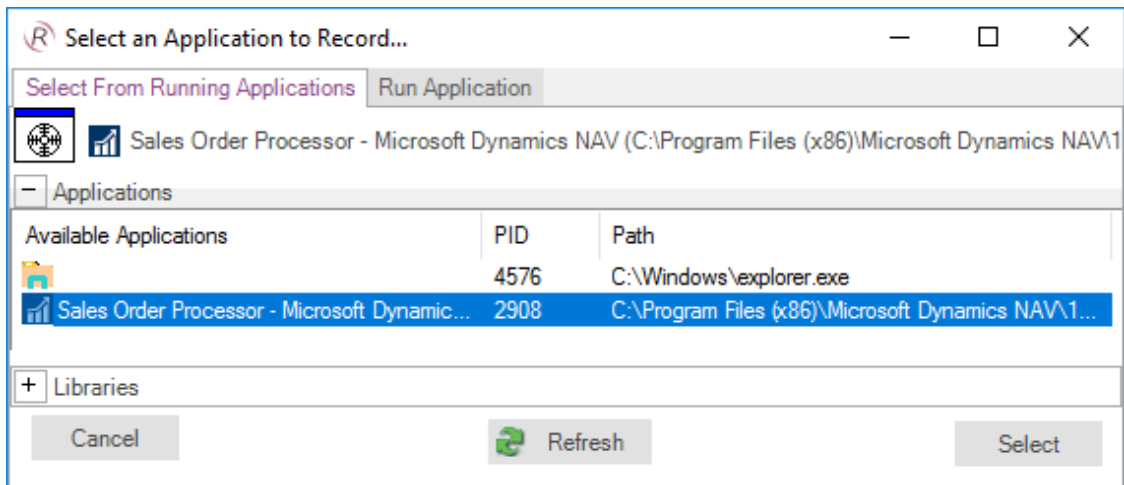 Select an Application to Record...
Select From Running Applications Run Application
Sales Order Processor - Microsoft Dynamics NAV (C:\Program Files (x86)\Microsoft Dynamics NAV\1
Applications
Available Applications PID Path
4576 C:\Windows\explorer.exe
Sales Order Processor - Microsoft Dynamic... 2908 C:\Program Files (x86)\Microsoft Dynamics NAV\1...
Libraries
Cancel Refresh Select